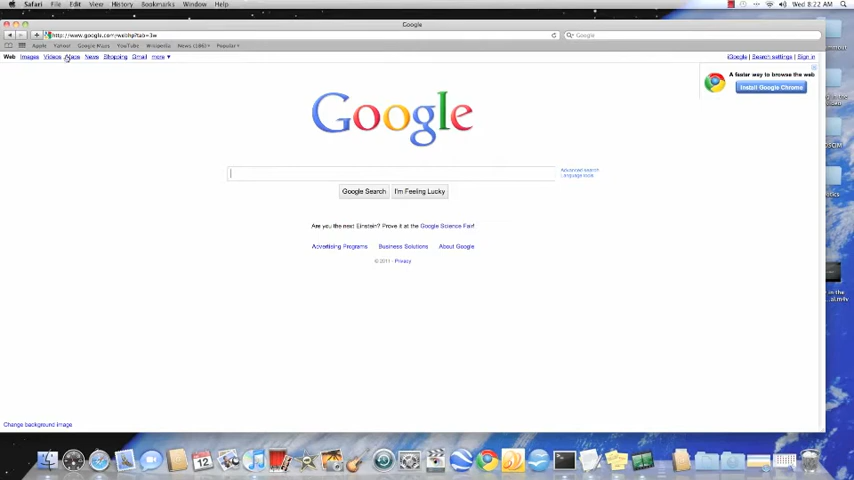 Safari File Edit View History Bookmarks Window Help Wed 8:22 AM
Google
http://www.google.com/webhp?tab=3w Google
Apple Yahoo! Google Maps YouTube Wikipedia Popular ▾
Web Images Videos Maps News Shopping Gmail more ▾ iGoogle | Search settings | Sign in
A faster way to browse the web
Install Google Chrome
Google
Advanced search
Language tools
Google Search I'm Feeling Lucky
Are you the next Einstein? Prove it at the Google Science Fair!
Advertising Programs Business Solutions About Google
© 2011 - Privacy
Change background image
12